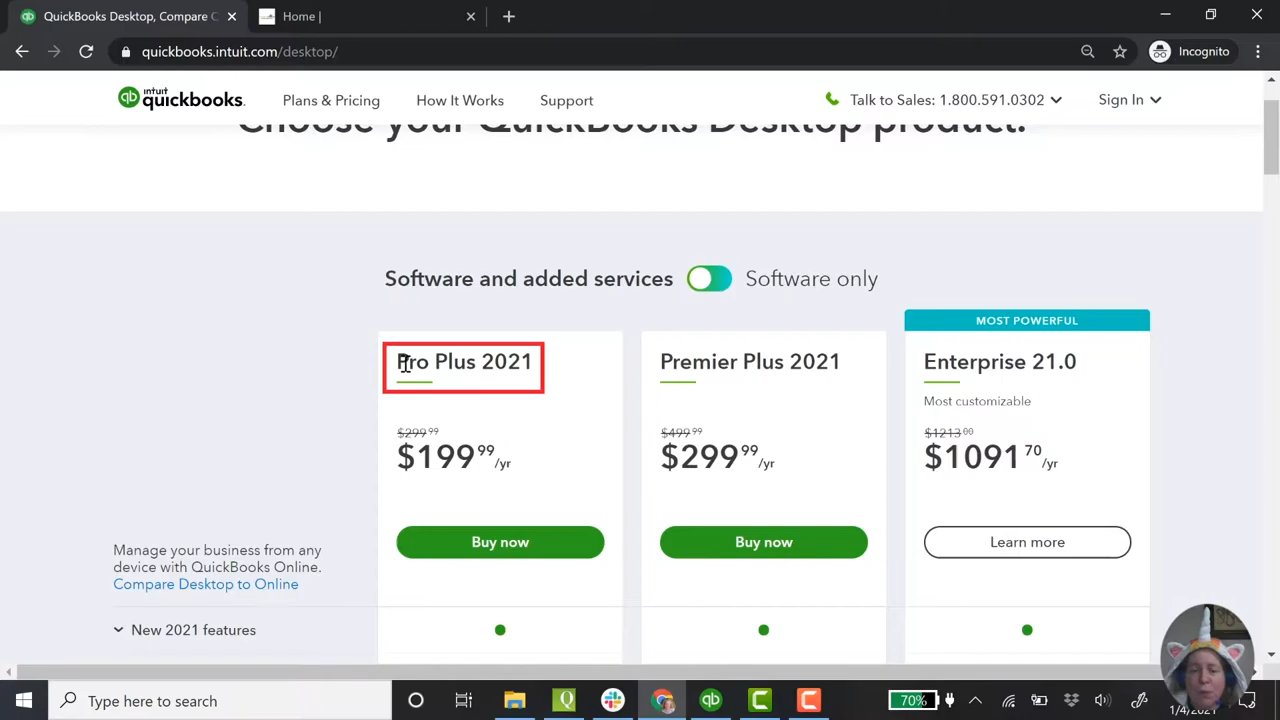 QuickBooks Desktop, Compare
Home |
quickbooks.intuit.com/desktop/
Incognito
intuit
quickbooks.
Plans & Pricing
How It Works
Support
Talk to Sales: 1.800.591.0302
Sign In
Choose your QuickBooks Desktop product.
Software and added services
Software only
MOST POWERFUL
Pro Plus 2021
Premier Plus 2021
Enterprise 21.0
Most customizable
$299 99
$499 99
$1213 00
$199 99 /yr
$299 99 /yr
$1091 70 /yr
Buy now
Buy now
Learn more
Manage your business from any
device with QuickBooks Online.
Compare Desktop to Online
New 2021 features
Type here to search
70%